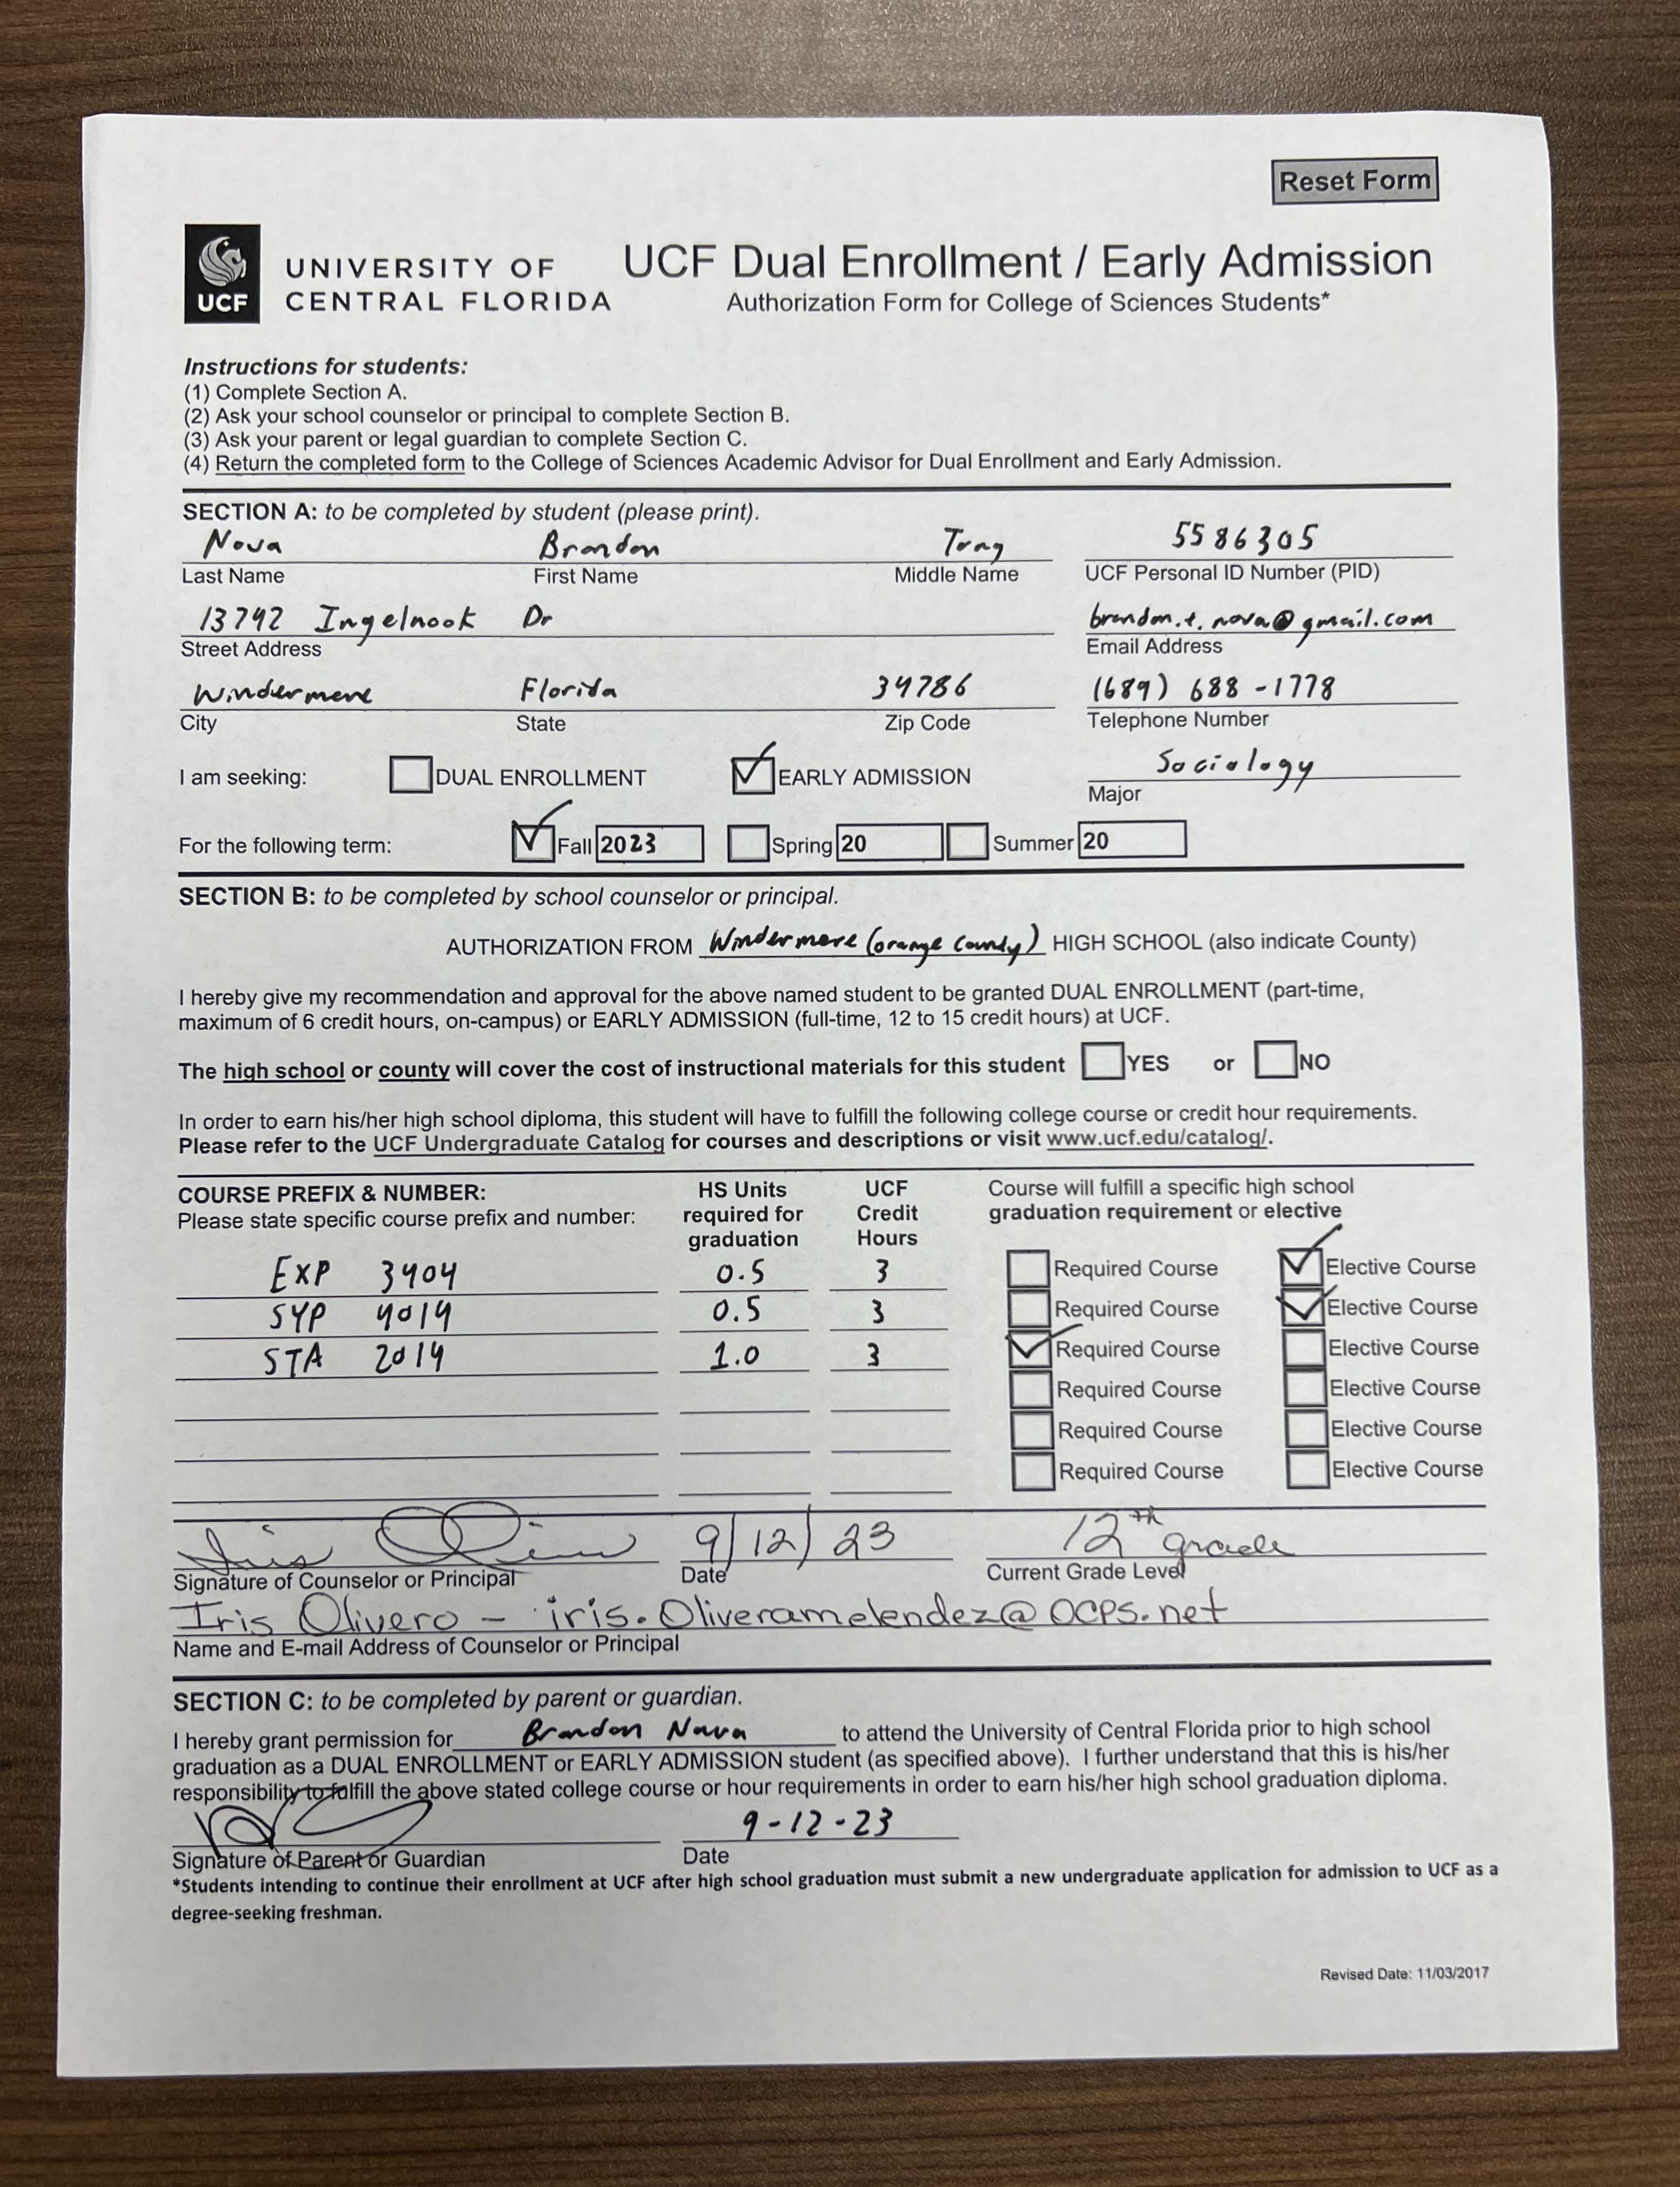 Reset Form
UCF
UNIVERSITY OF
CENTRAL FLORIDA
UCF Dual Enrollment / Early Admission
Authorization Form for College of Sciences Students*
Instructions for students:
(1) Complete Section A.
(2) Ask your school counselor or principal to complete Section B.
(3) Ask your parent or legal guardian to complete Section C.
(4) Return the completed form to the College of Sciences Academic Advisor for Dual Enrollment and Early Admission.
SECTION A: to be completed by student (please print).
Nova Brandon 5586305
Last Name First Name Middle Name UCF Personal ID Number (PID)
13742 Ingelnook Dr brandon.t.nova@gmail.com
Street Address Email Address
Windermere Florida 34786 (689) 688-1778
City State Zip Code Telephone Number
I am seeking: DUAL ENROLLMENT EARLY ADMISSION Sociology
Major
For the following term: Fall 2023 Spring 20 Summer 20
SECTION B: to be completed by school counselor or principal.
AUTHORIZATION FROM Windermere (orange county) HIGH SCHOOL (also indicate County)
I hereby give my recommendation and approval for the above named student to be granted DUAL ENROLLMENT (part-time,
maximum of 6 credit hours, on-campus) or EARLY ADMISSION (full-time, 12 to 15 credit hours) at UCF.
The high school or county will cover the cost of instructional materials for this student YES or NO
In order to earn his/her high school diploma, this student will have to fulfill the following college course or credit hour requirements.
Please refer to the UCF Undergraduate Catalog for courses and descriptions or visit www.ucf.edu/catalog/.
COURSE PREFIX & NUMBER: HS Units UCF Course will fulfill a specific high school
Please state specific course prefix and number: required for Credit graduation requirement or elective
graduation Hours
EXP 3404 0.5 3 Required Course Elective Course
SYP 4014 0.5 3 Required Course Elective Course
STA 2014 1.0 3 Required Course Elective Course
Required Course Elective Course
Required Course Elective Course
Required Course Elective Course
9/12/23 12th grade
Signature of Counselor or Principal Date Current Grade Level
Iris Olivero - iris.Oliveramelendez@OCPS.net
Name and E-mail Address of Counselor or Principal
SECTION C: to be completed by parent or guardian.
I hereby grant permission for Brandon Nava to attend the University of Central Florida prior to high school
graduation as a DUAL ENROLLMENT or EARLY ADMISSION student (as specified above). I further understand that this is his/her
responsibility to fulfill the above stated college course or hour requirements in order to earn his/her high school graduation diploma.
9-12-23
Signature of Parent or Guardian Date
*Students intending to continue their enrollment at UCF after high school graduation must submit a new undergraduate application for admission to UCF as a
degree-seeking freshman.
Revised Date: 11/03/2017